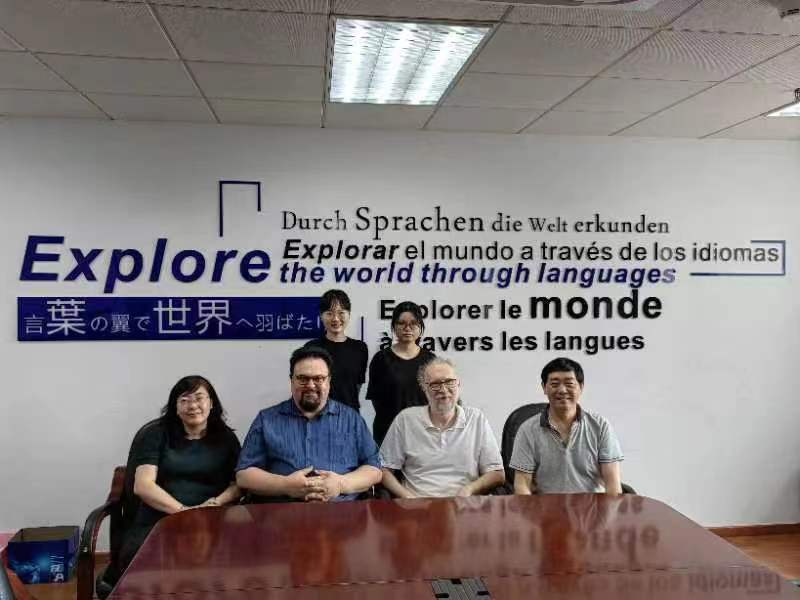 Durch Sprachen die Welt erkunden
Explore
Explorar el mundo a través de los idiomas
the world through languages
言葉の翼で世界へ羽ばた
Explorer le monde
à travers les langues